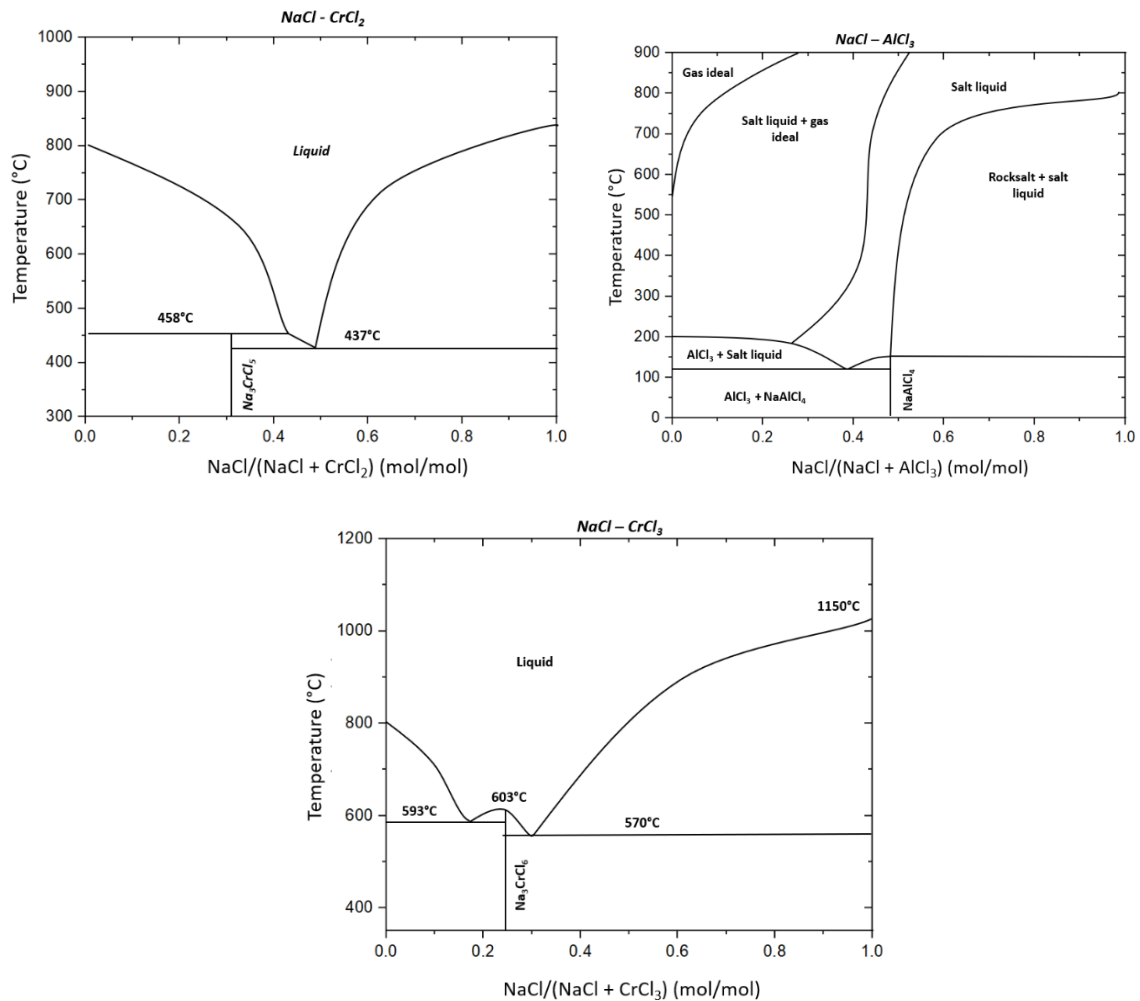 NaCl - CrCl₂
1000
900
800
700
600
500
400
300
Temperature (°C)
Liquid
458°C
437°C
Na₃CrCl₅
0.0 0.2 0.4 0.6 0.8 1.0
NaCl/(NaCl + CrCl₂) (mol/mol)
NaCl – AlCl₃
900
800
700
600
500
400
300
200
100
0
Temperature (°C)
Gas ideal
Salt liquid + gas
ideal
Salt liquid
Rocksalt + salt
liquid
AlCl₃ + Salt liquid
AlCl₃ + NaAlCl₄
NaAlCl₄
0.0 0.2 0.4 0.6 0.8 1.0
NaCl/(NaCl + AlCl₃) (mol/mol)
NaCl – CrCl₃
1200
1000
800
600
400
Temperature (°C)
1150°C
Liquid
603°C
593°C
570°C
Na₃CrCl₆
0.0 0.2 0.4 0.6 0.8 1.0
NaCl/(NaCl + CrCl₃) (mol/mol)